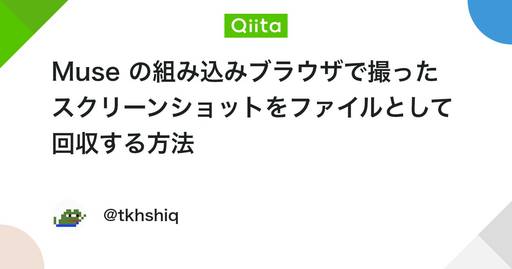 Qiita
Muse の組み込みブラウザで撮った
スクリーンショットをファイルとして
回収する方法
@tkhshiq